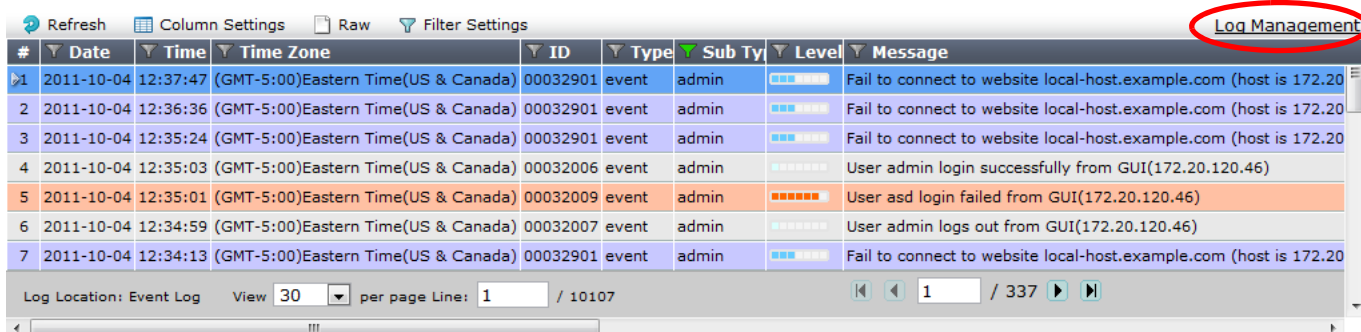 Refresh Column Settings Raw Filter Settings Log Management
# Date Time Time Zone ID Type Sub Ty Level Message
1 2011-10-04 12:37:47 (GMT-5:00)Eastern Time(US & Canada) 00032901 event admin Fail to connect to website local-host.example.com (host is 172.20
2 2011-10-04 12:36:36 (GMT-5:00)Eastern Time(US & Canada) 00032901 event admin Fail to connect to website local-host.example.com (host is 172.20
3 2011-10-04 12:35:24 (GMT-5:00)Eastern Time(US & Canada) 00032901 event admin Fail to connect to website local-host.example.com (host is 172.20
4 2011-10-04 12:35:03 (GMT-5:00)Eastern Time(US & Canada) 00032006 event admin User admin login successfully from GUI(172.20.120.46)
5 2011-10-04 12:35:01 (GMT-5:00)Eastern Time(US & Canada) 00032009 event admin User asd login failed from GUI(172.20.120.46)
6 2011-10-04 12:34:59 (GMT-5:00)Eastern Time(US & Canada) 00032007 event admin User admin logs out from GUI(172.20.120.46)
7 2011-10-04 12:34:13 (GMT-5:00)Eastern Time(US & Canada) 00032901 event admin Fail to connect to website local-host.example.com (host is 172.20
Log Location: Event Log View 30 per page Line: 1 / 10107 1 / 337